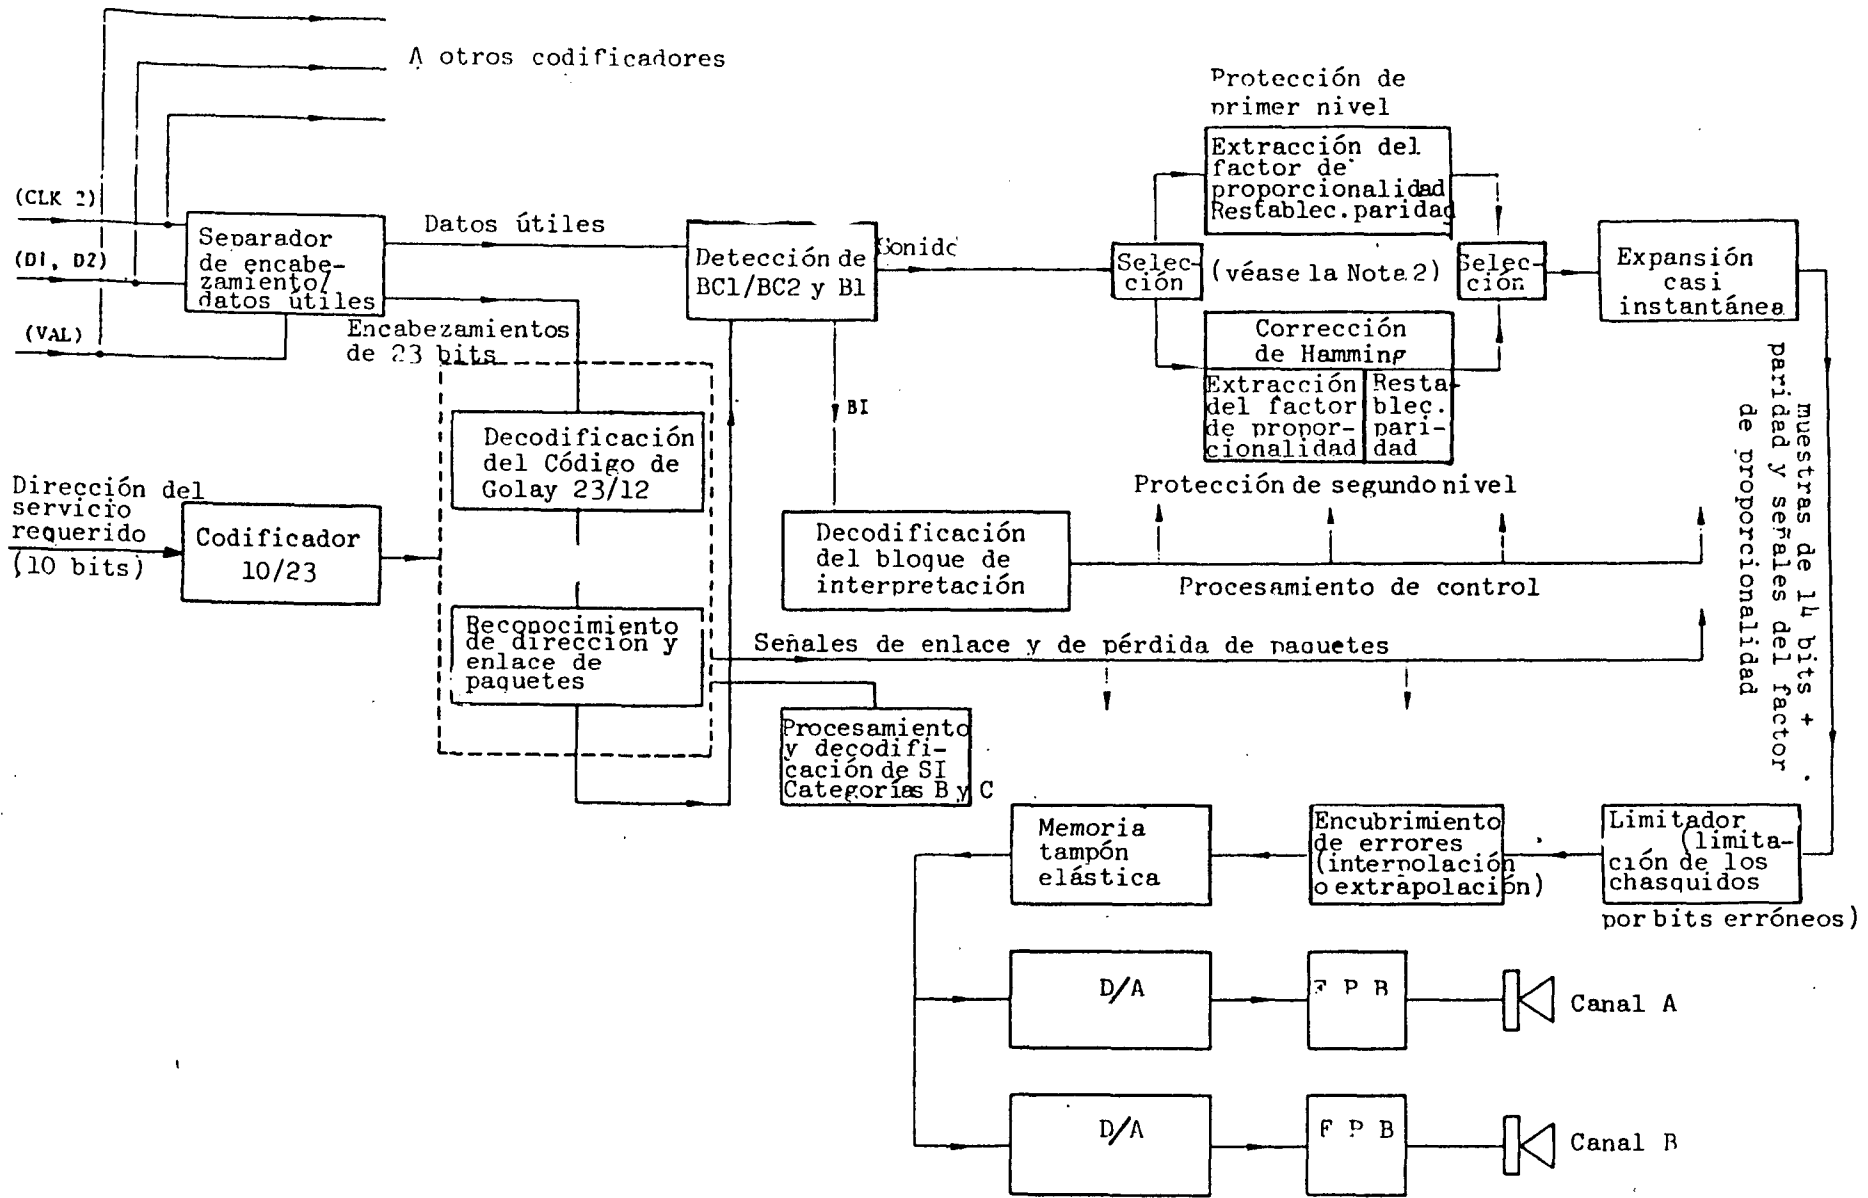 A otros codificadores
(CLK 2)
(D1, D2)
(VAL)
Separador
de encabe-
zamiento/
datos útiles
Datos útiles
Encabezamientos
de 23 bits
Detección de
BC1/BC2 y B1
Sonido
BI
Protección de
primer nivel
Extracción del
factor de
proporcionalidad
Restablec.paridad
Selec-
ción
(véase la Nota 2)
Selec-
ción
Corrección
de Hamming
Extracción
del factor
de propor-
cionalidad
Resta-
blec.
pari-
dad
Protección de segundo nivel
Expansión
casi
instantánea
muestras de 14 bits +
paridad y señales del factor
de proporcionalidad
Dirección del
servicio
requerido
(10 bits)
Codificador
10/23
Decodificación
del Código de
Golay 23/12
Reconocimiento
de dirección y
enlace de
paquetes
Decodificación
del bloque de
interpretación
Procesamiento de control
Señales de enlace y de pérdida de paquetes
Procesamiento
y decodifi-
cación de SI
Categorías B y C
Memoria
tampón
elástica
Encubrimiento
de errores
(interpolación
o extrapolación)
Limitador
(limita-
ción de los
chasquidos
por bits erróneos)
D/A
F P B
Canal A
D/A
F P B
Canal B